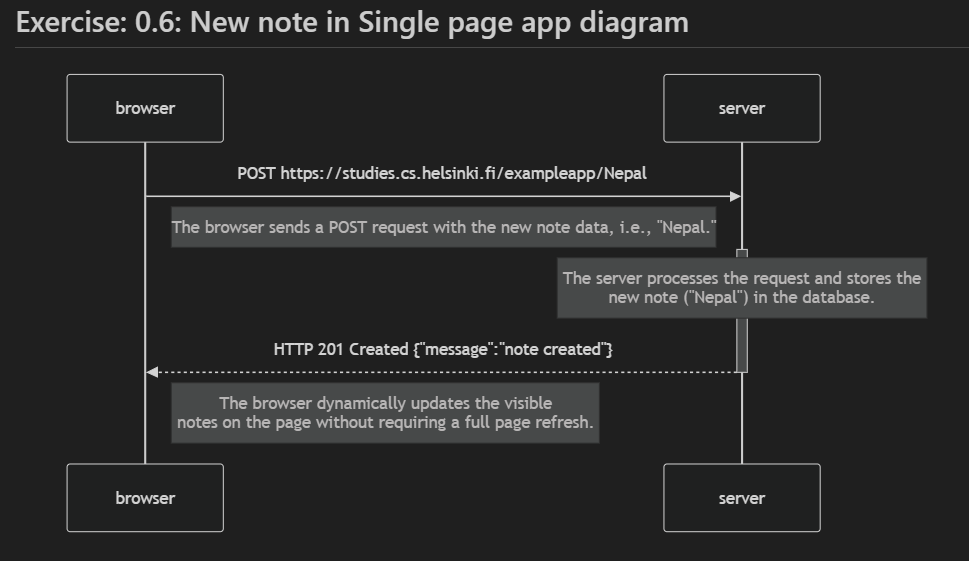 Exercise: 0.6: New note in Single page app diagram
browser
server
POST https://studies.cs.helsinki.fi/exampleapp/Nepal
The browser sends a POST request with the new note data, i.e., "Nepal."
The server processes the request and stores the
new note ("Nepal") in the database.
HTTP 201 Created {"message":"note created"}
The browser dynamically updates the visible
notes on the page without requiring a full page refresh.
browser
server